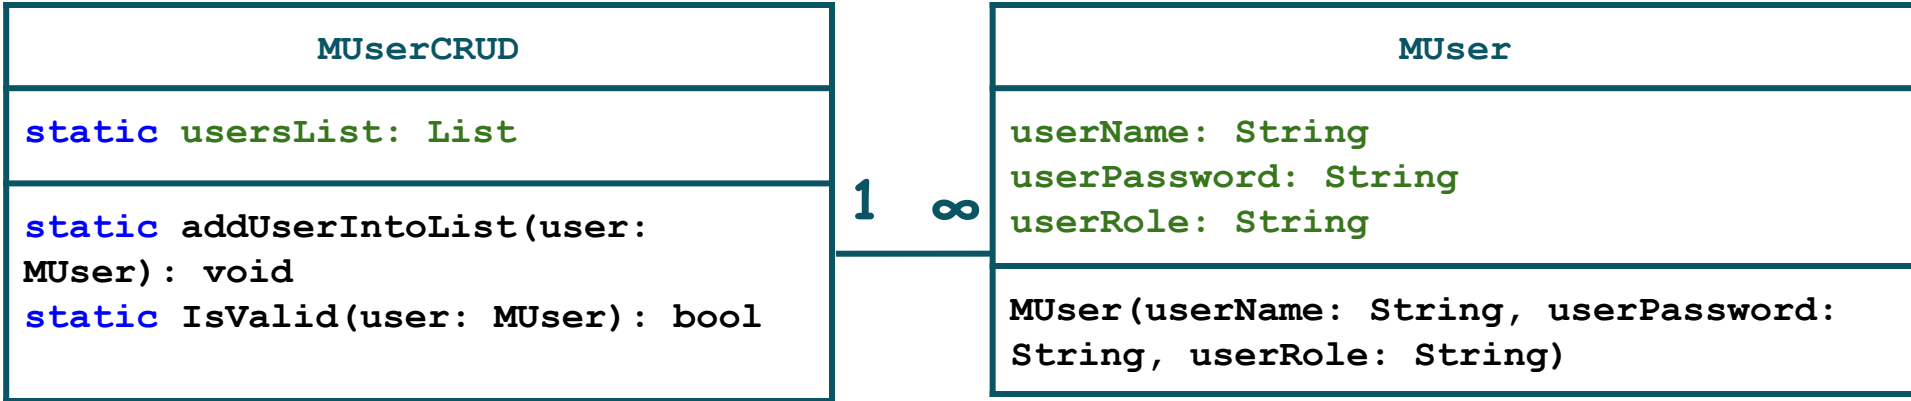 MUserCRUD
static usersList: List
static addUserIntoList(user:
MUser): void
static IsValid(user: MUser): bool
1 ∞
MUser
userName: String
userPassword: String
userRole: String
MUser(userName: String, userPassword:
String, userRole: String)